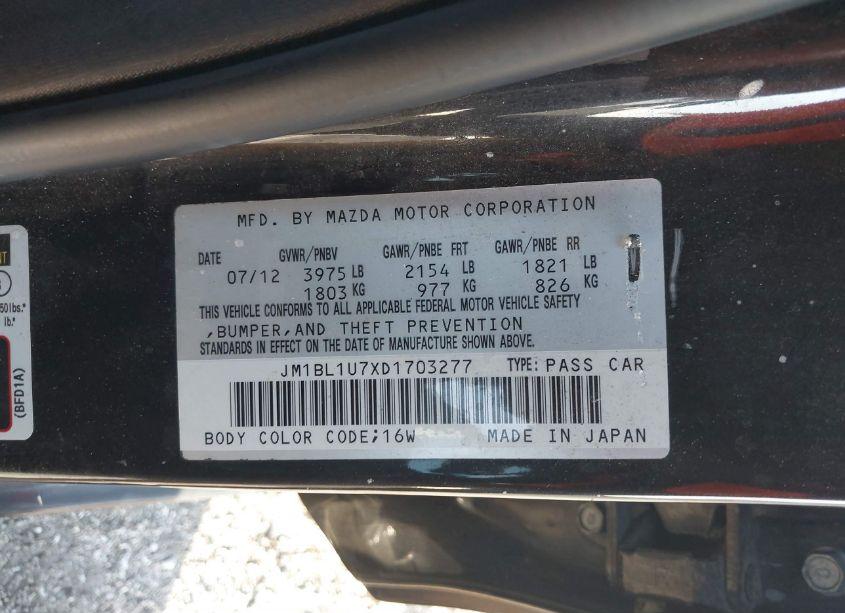 MFD. BY MAZDA MOTOR CORPORATION
DATE GVWR/PNBV GAWR/PNBE FRT GAWR/PNBE RR
07/12 3975 LB 2154 LB 1821 LB
1803 KG 977 KG 826 KG
THIS VEHICLE CONFORMS TO ALL APPLICABLE FEDERAL MOTOR VEHICLE SAFETY
,BUMPER,AND THEFT PREVENTION
STANDARDS IN EFFECT ON THE DATE OF MANUFACTURE SHOWN ABOVE.
JM1BL1U7XD1703277 TYPE: PASS CAR
BODY COLOR CODE;16W MADE IN JAPAN
50lbs.*
lb.*
(BFD1A)